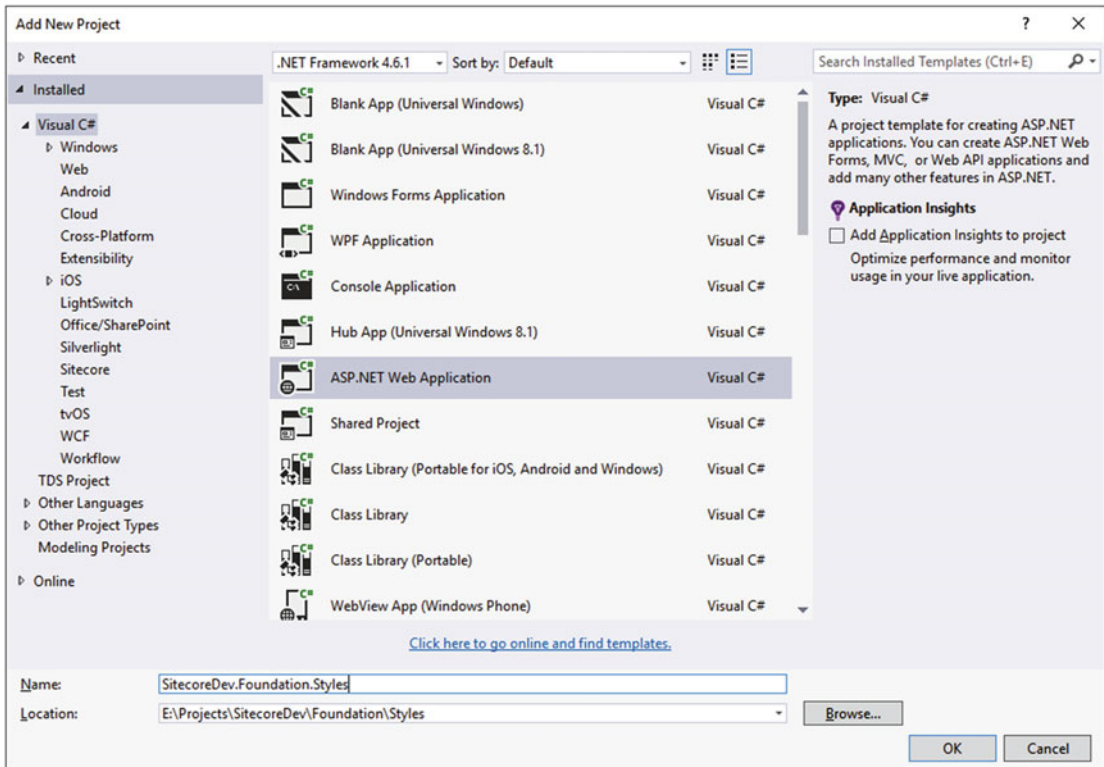 Add New Project
? ×
Recent
Installed
Visual C#
Windows
Web
Android
Cloud
Cross-Platform
Extensibility
iOS
LightSwitch
Office/SharePoint
Silverlight
Sitecore
Test
tvOS
WCF
Workflow
TDS Project
Other Languages
Other Project Types
Modeling Projects
Online
.NET Framework 4.6.1 Sort by: Default
Blank App (Universal Windows) Visual C#
Blank App (Universal Windows 8.1) Visual C#
Windows Forms Application Visual C#
WPF Application Visual C#
Console Application Visual C#
Hub App (Universal Windows 8.1) Visual C#
ASP.NET Web Application Visual C#
Shared Project Visual C#
Class Library (Portable for iOS, Android and Windows) Visual C#
Class Library Visual C#
Class Library (Portable) Visual C#
WebView App (Windows Phone) Visual C#
Click here to go online and find templates.
Search Installed Templates (Ctrl+E)
Type: Visual C#
A project template for creating ASP.NET
applications. You can create ASP.NET Web
Forms, MVC, or Web API applications and
add many other features in ASP.NET.
Application Insights
Add Application Insights to project
Optimize performance and monitor
usage in your live application.
Name: SitecoreDev.Foundation.Styles
Location: E:\Projects\SitecoreDev\Foundation\Styles
Browse...
OK Cancel